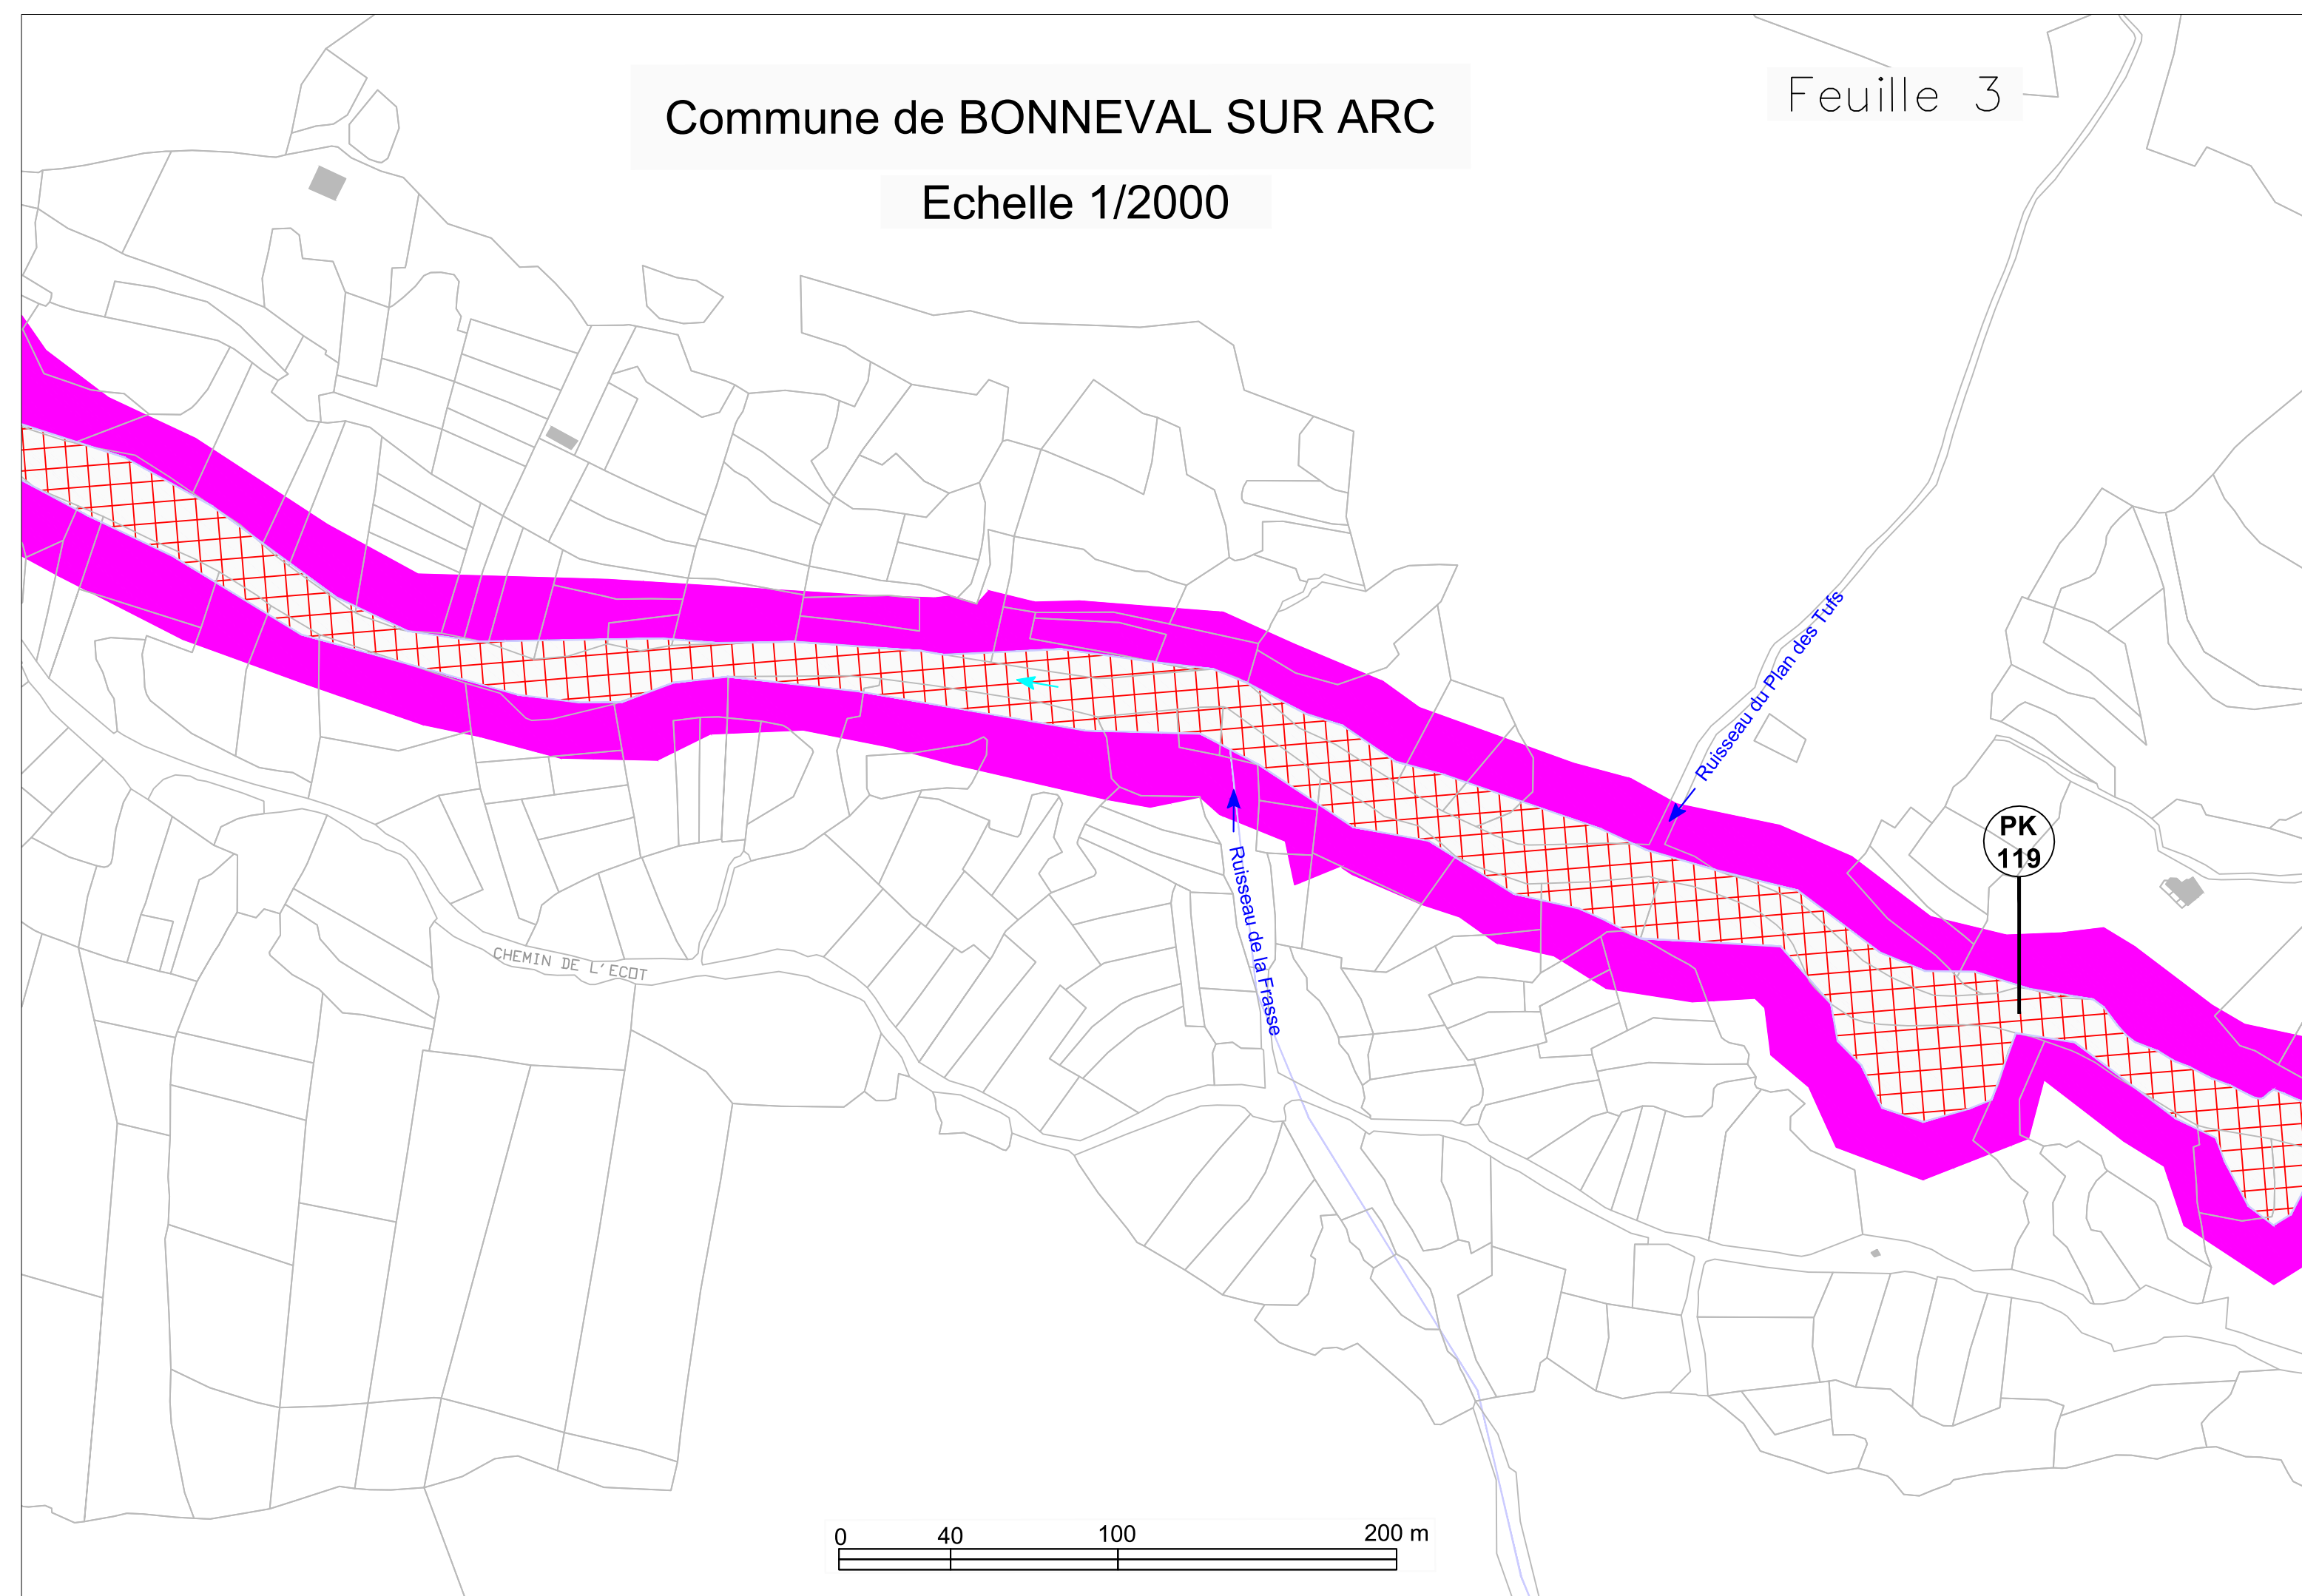 Commune de BONNEVAL SUR ARC
Feuille 3
Echelle 1/2000
Ruisseau du Plan des Tufs
PK
119
Ruisseau de la Frasse
CHEMIN DE L'ECOT
0 40 100 200 m